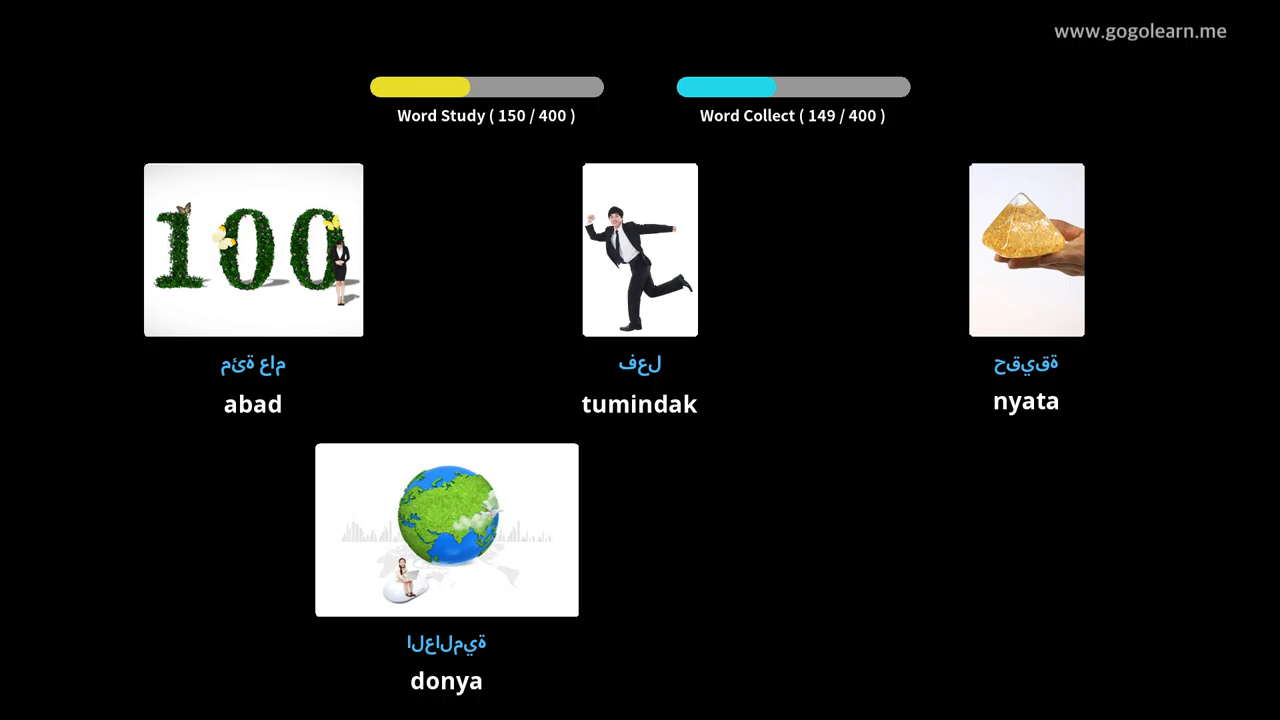 www.gogolearn.me
Word Study ( 150 / 400 )
Word Collect ( 149 / 400 )
مئة عام
abad
فعل
tumindak
حقيقة
nyata
العالمية
donya